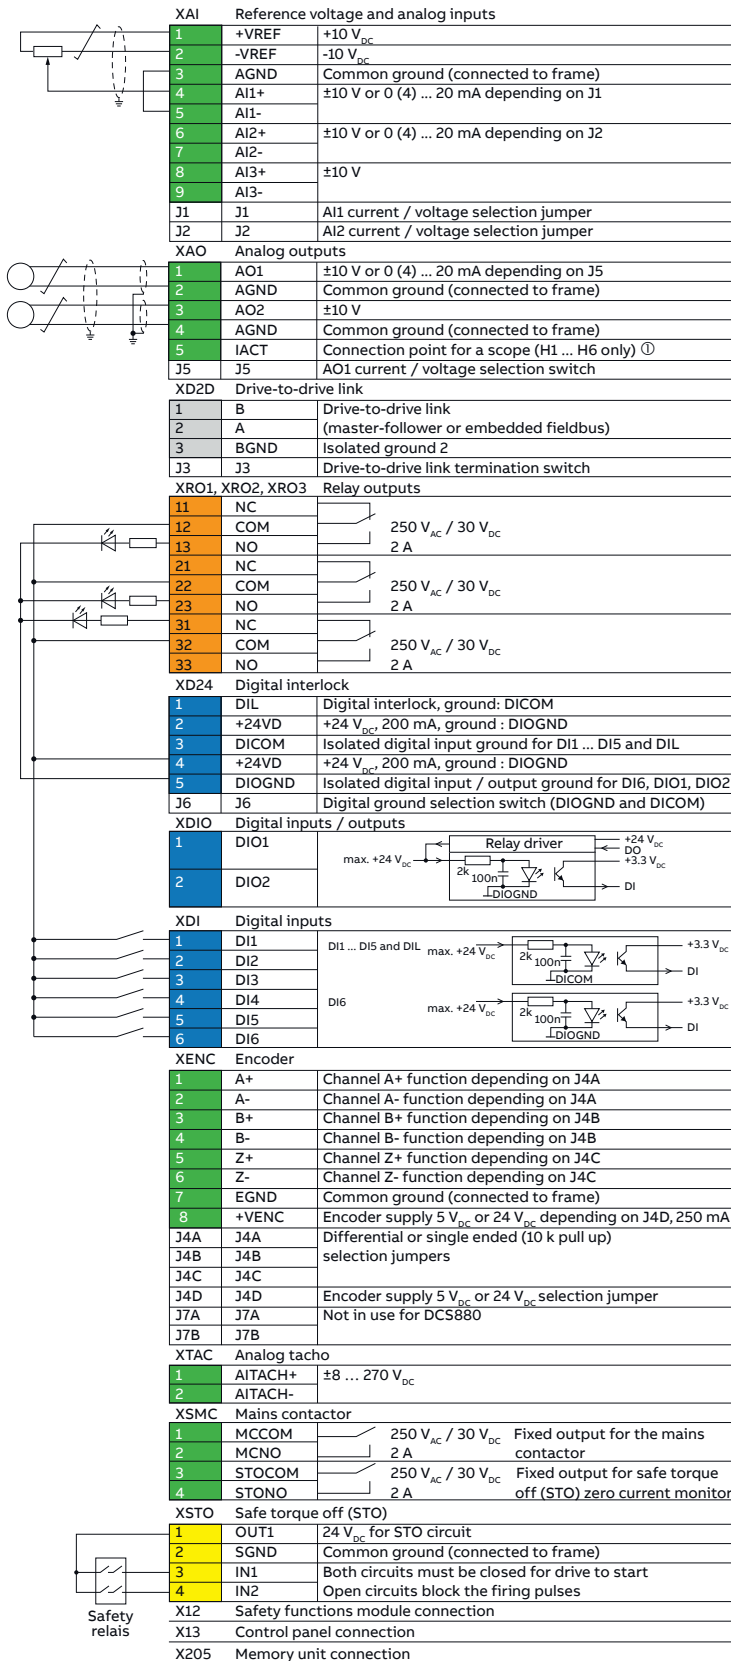 XAI Reference voltage and analog inputs
1 +VREF +10 VDC
2 -VREF -10 VDC
3 AGND Common ground (connected to frame)
4 AI1+ ±10 V or 0 (4) ... 20 mA depending on J1
5 AI1-
6 AI2+ ±10 V or 0 (4) ... 20 mA depending on J2
7 AI2-
8 AI3+ ±10 V
9 AI3-
J1 J1 AI1 current / voltage selection jumper
J2 J2 AI2 current / voltage selection jumper
XAO Analog outputs
1 AO1 ±10 V or 0 (4) ... 20 mA depending on J5
2 AGND Common ground (connected to frame)
3 AO2 ±10 V
4 AGND Common ground (connected to frame)
5 IACT Connection point for a scope (H1 ... H6 only) ①
J5 J5 AO1 current / voltage selection switch
XD2D Drive-to-drive link
1 B Drive-to-drive link
2 A (master-follower or embedded fieldbus)
3 BGND Isolated ground 2
J3 J3 Drive-to-drive link termination switch
XRO1, XRO2, XRO3 Relay outputs
11 NC
12 COM 250 VAC / 30 VDC
13 NO 2 A
21 NC
22 COM 250 VAC / 30 VDC
23 NO 2 A
31 NC
32 COM 250 VAC / 30 VDC
33 NO 2 A
XD24 Digital interlock
1 DIL Digital interlock, ground: DICOM
2 +24VD +24 VDC, 200 mA, ground : DIOGND
3 DICOM Isolated digital input ground for DI1 ... DI5 and DIL
4 +24VD +24 VDC, 200 mA, ground : DIOGND
5 DIOGND Isolated digital input / output ground for DI6, DIO1, DIO2
J6 J6 Digital ground selection switch (DIOGND and DICOM)
XDIO Digital inputs / outputs
1 DIO1 Relay driver +24 VDC
DO
max. +24 VDC +3.3 VDC
2k 100n
2 DIO2 DIOGND DI
XDI Digital inputs
1 DI1 DI1 ... DI5 and DIL max. +24 VDC +3.3 VDC
2 DI2 2k 100n DI
3 DI3 DICOM
4 DI4 DI6 max. +24 VDC +3.3 VDC
5 DI5 2k 100n DI
6 DI6 DIOGND
XENC Encoder
1 A+ Channel A+ function depending on J4A
2 A- Channel A- function depending on J4A
3 B+ Channel B+ function depending on J4B
4 B- Channel B- function depending on J4B
5 Z+ Channel Z+ function depending on J4C
6 Z- Channel Z- function depending on J4C
7 EGND Common ground (connected to frame)
8 +VENC Encoder supply 5 VDC or 24 VDC depending on J4D, 250 mA
J4A J4A Differential or single ended (10 k pull up)
J4B J4B selection jumpers
J4C J4C
J4D J4D Encoder supply 5 VDC or 24 VDC selection jumper
J7A J7A Not in use for DCS880
J7B J7B
XTAC Analog tacho
1 AITACH+ ±8 ... 270 VDC
2 AITACH-
XSMC Mains contactor
1 MCCOM 250 VAC / 30 VDC Fixed output for the mains
2 MCNO 2 A contactor
3 STOCOM 250 VAC / 30 VDC Fixed output for safe torque
4 STONO 2 A off (STO) zero current monitor
XSTO Safe torque off (STO)
1 OUT1 24 VDC for STO circuit
2 SGND Common ground (connected to frame)
3 IN1 Both circuits must be closed for drive to start
4 IN2 Open circuits block the firing pulses
Safety
relais
X12 Safety functions module connection
X13 Control panel connection
X205 Memory unit connection